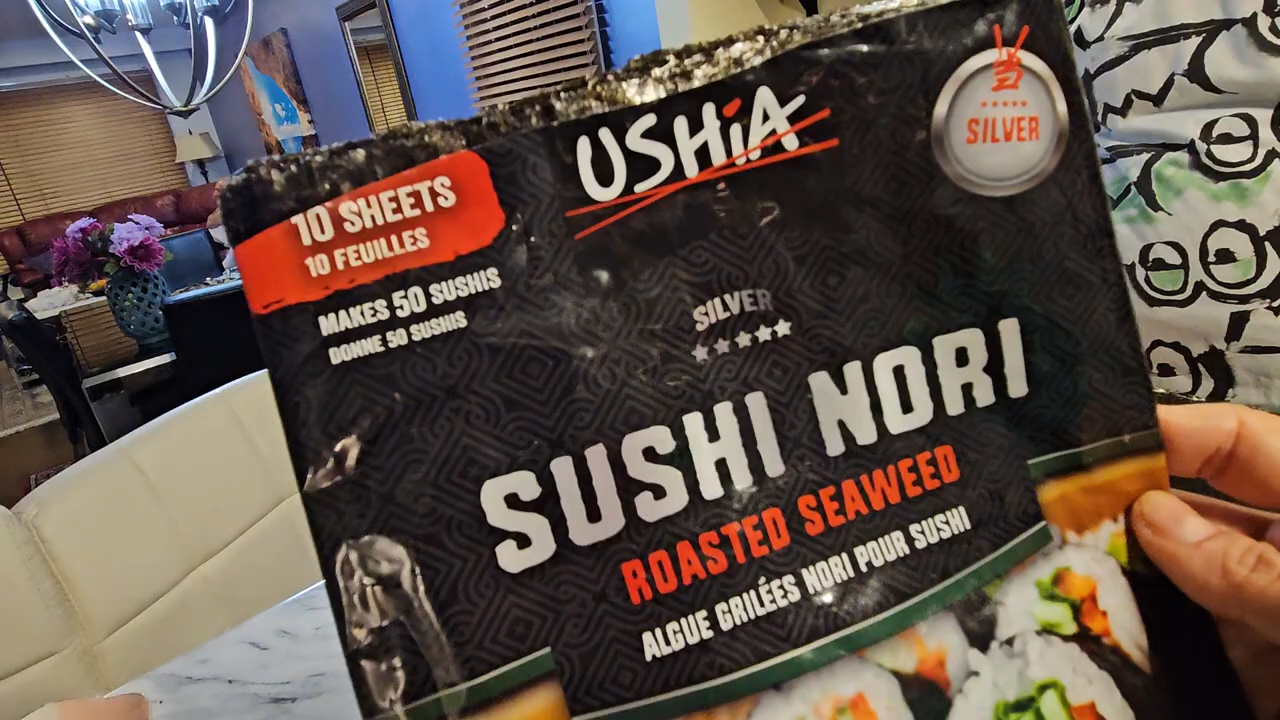 USHiA
SILVER
10 SHEETS
10 FEUILLES
MAKES 50 SUSHIS
DONNE 50 SUSHIS
SILVER
SUSHI NORI
ROASTED SEAWEED
ALGUE GRILÉES NORI POUR SUSHI